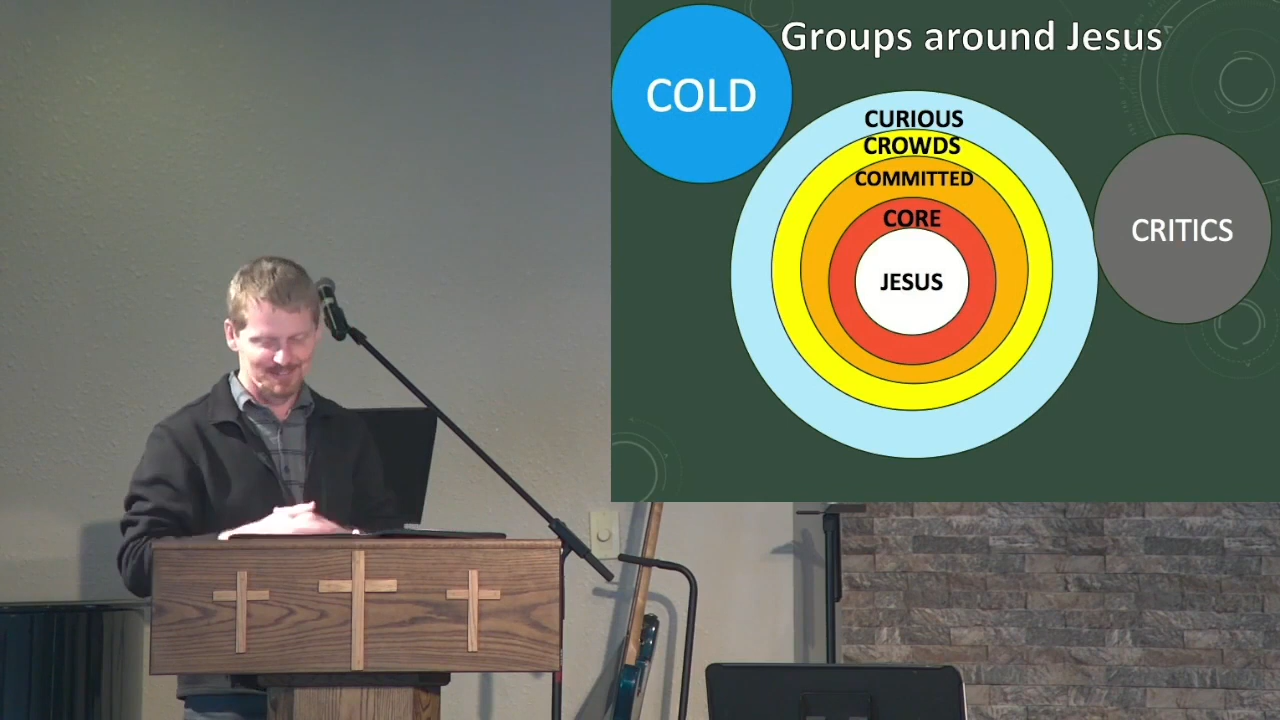 Groups around Jesus
COLD
CURIOUS
CROWDS
COMMITTED
CORE
JESUS
CRITICS